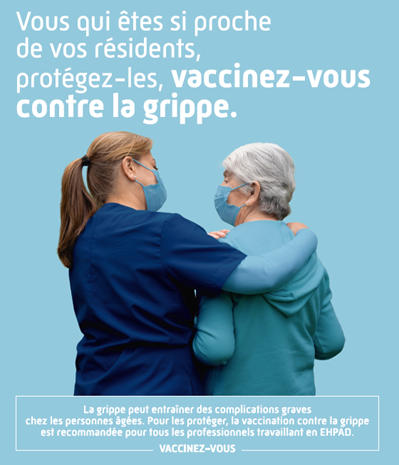 Vous qui êtes si proche
de vos résidents,
protégez-les, vaccinez-vous
contre la grippe.
La grippe peut entraîner des complications graves
chez les personnes âgées. Pour les protéger, la vaccination contre la grippe
est recommandée pour tous les professionnels travaillant en EHPAD.
VACCINEZ-VOUS